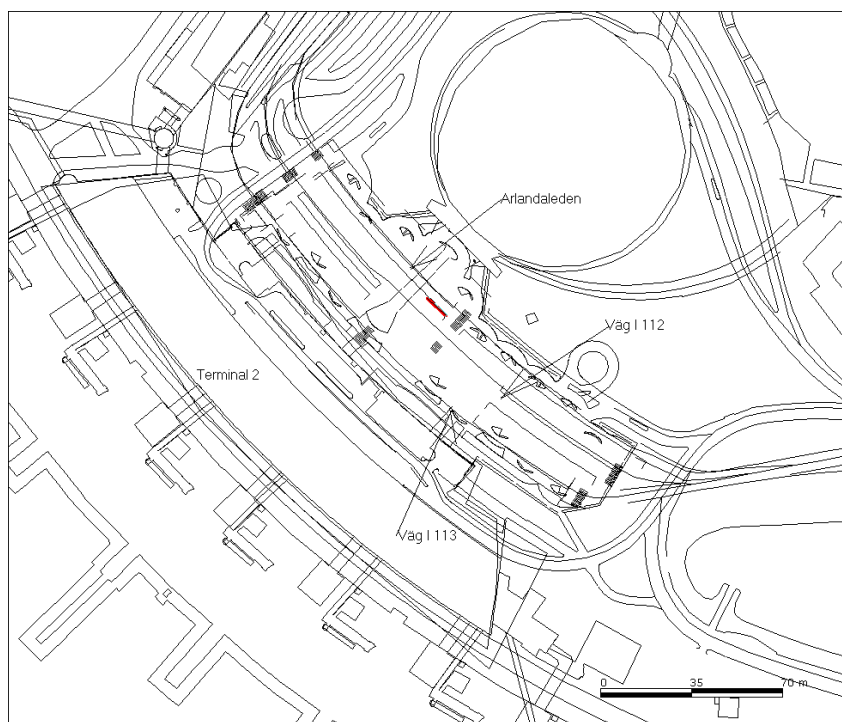 Arlandaleden
Väg I 112
Terminal 2
Väg I 113
0 35 70 m